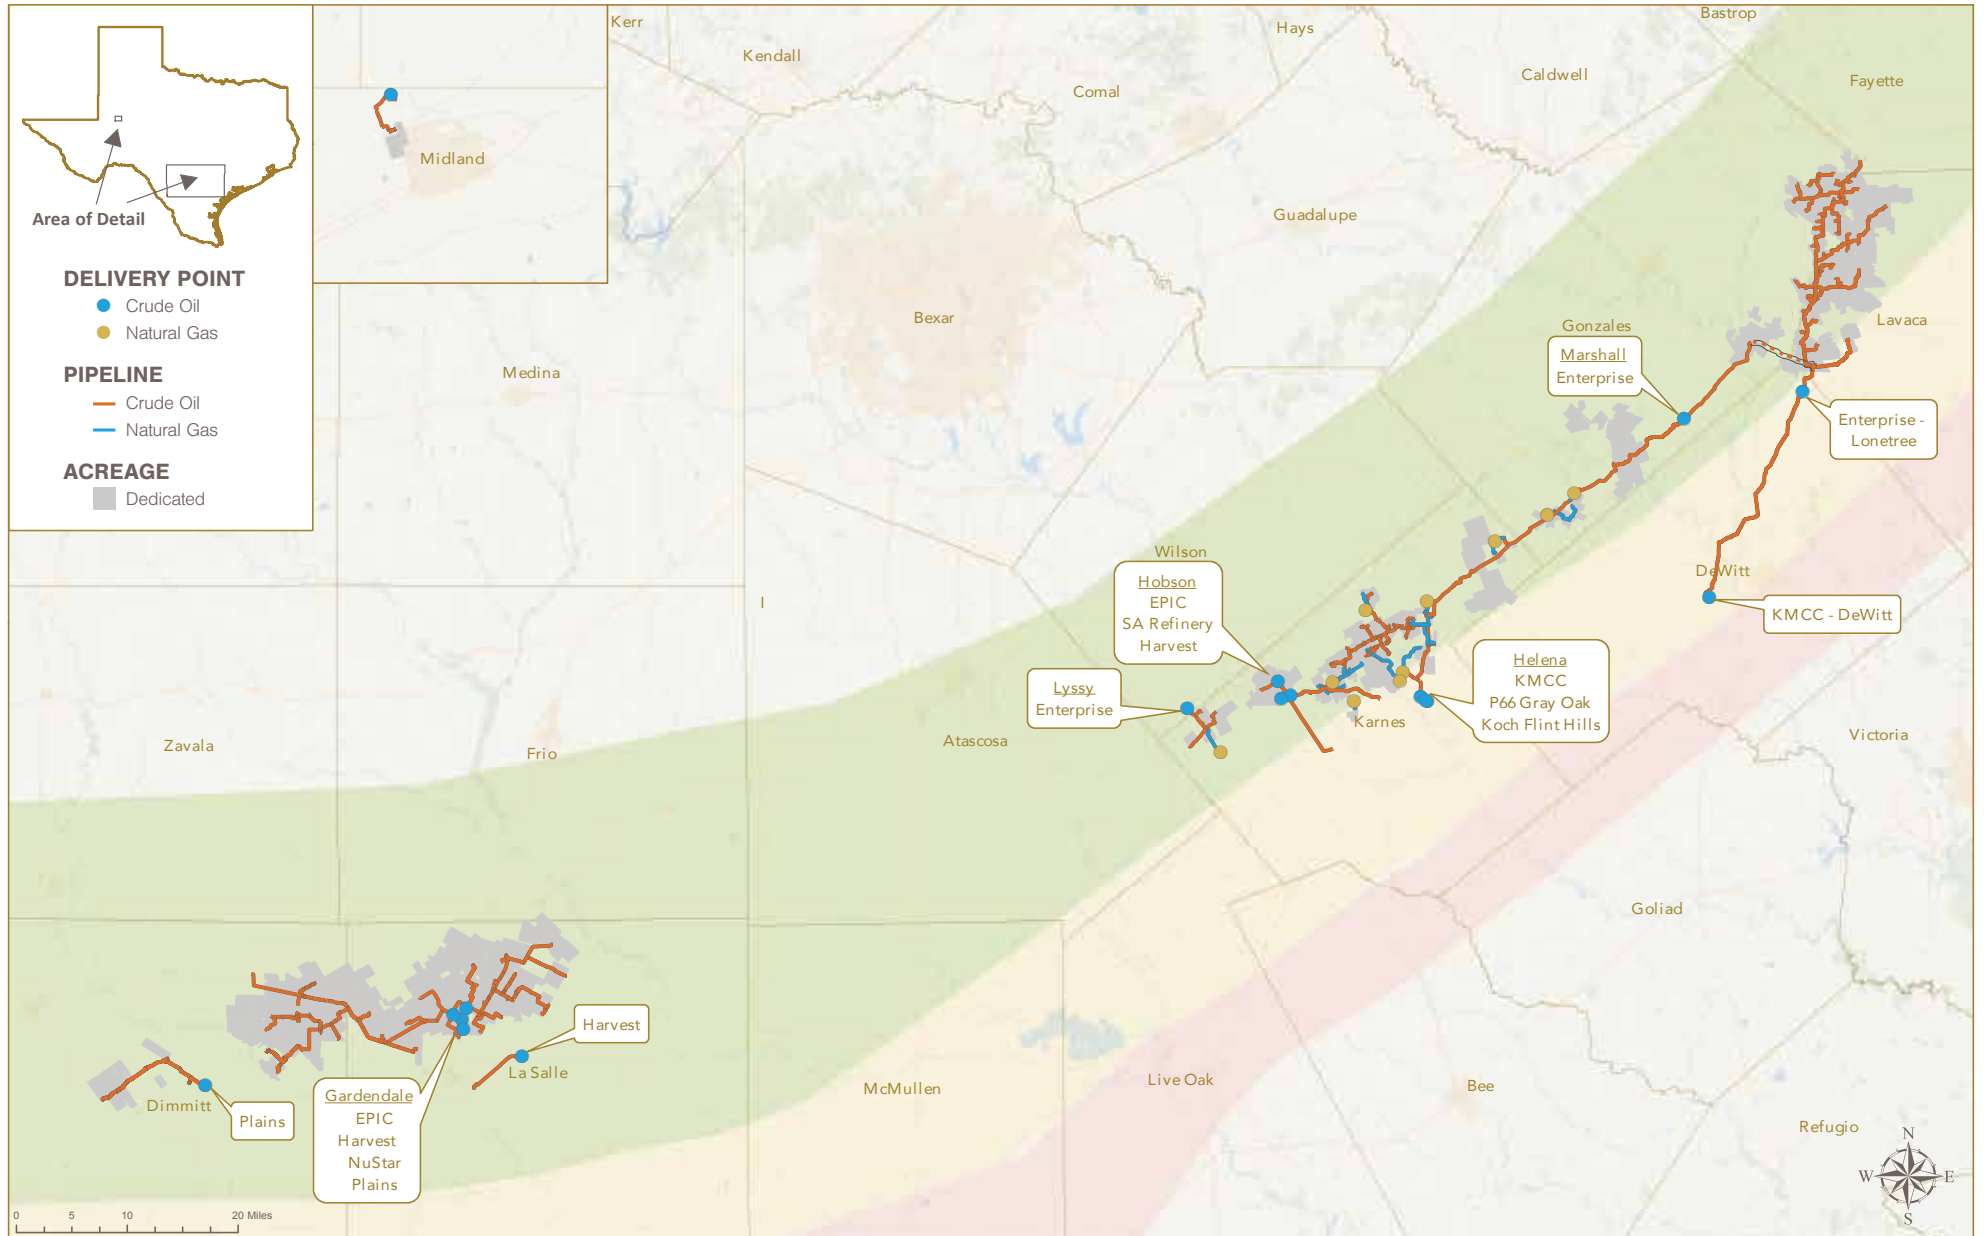 Area of Detail
DELIVERY POINT
Crude Oil
Natural Gas
PIPELINE
Crude Oil
Natural Gas
ACREAGE
Dedicated
Midland
Kerr
Kendall
Hays
Comal
Bastrop
Caldwell
Fayette
Guadalupe
Bexar
Medina
Gonzales
Lavaca
Marshall
Enterprise
Enterprise -
Lonetree
Wilson
DeWitt
KMCC - DeWitt
Hobson
EPIC
SA Refinery
Harvest
I
Lyssy
Enterprise
Helena
KMCC
P66 Gray Oak
Koch Flint Hills
Karnes
Zavala
Frio
Atascosa
Victoria
Goliad
Harvest
La Salle
Dimmitt
Plains
Gardendale
EPIC
Harvest
NuStar
Plains
McMullen
Live Oak
Bee
Refugio
N
W
E
S
0 5 10 20 Miles